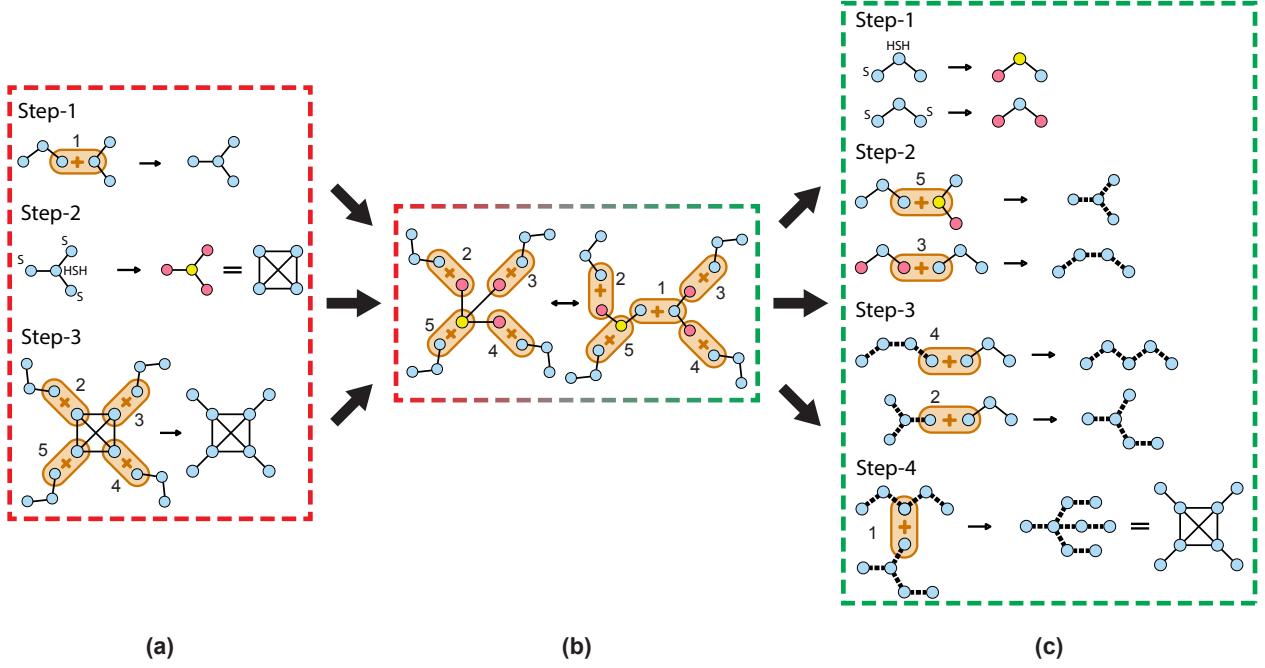 Step-1
1
+
Step-2
S
S
HSH
S
=
Step-3
2
+
+
3
5
+
+
4
(a)
2
+
+
3
5
+
+
4
2
+
1
+
+
3
+
5
+
4
(b)
Step-1
HSH
S
S
S
Step-2
5
+
3
+
Step-3
4
+
2
+
Step-4
1
+
=
(c)